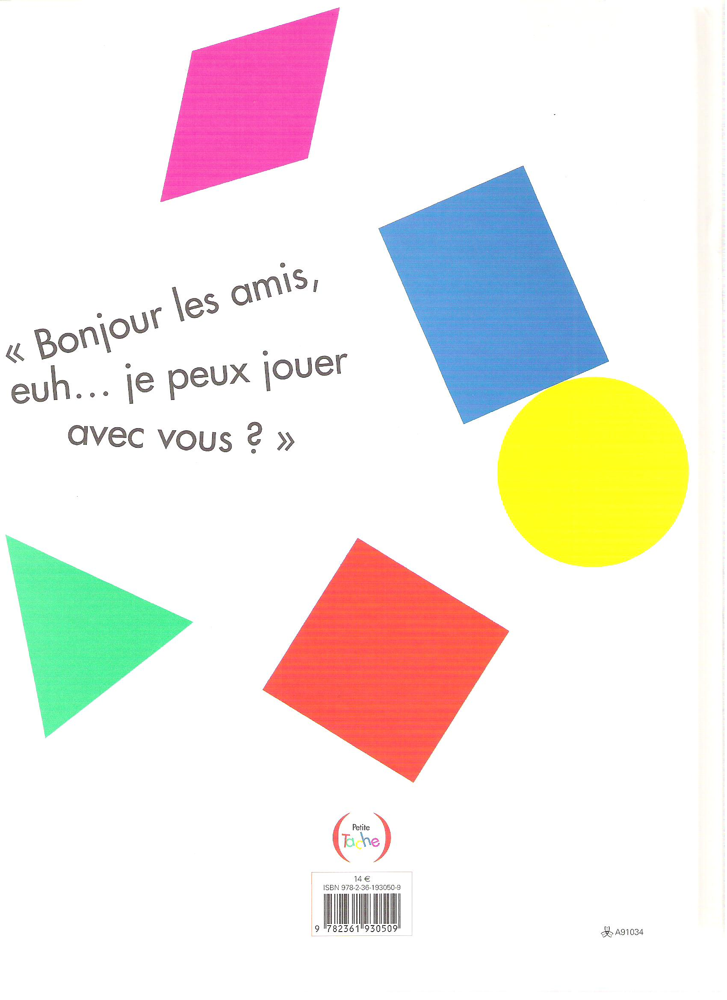 « Bonjour les amis,
euh... je peux jouer
avec vous ? »
Petite
Tache
14 €
ISBN 978-2-36-193050-9
9 782361 930509
A91034